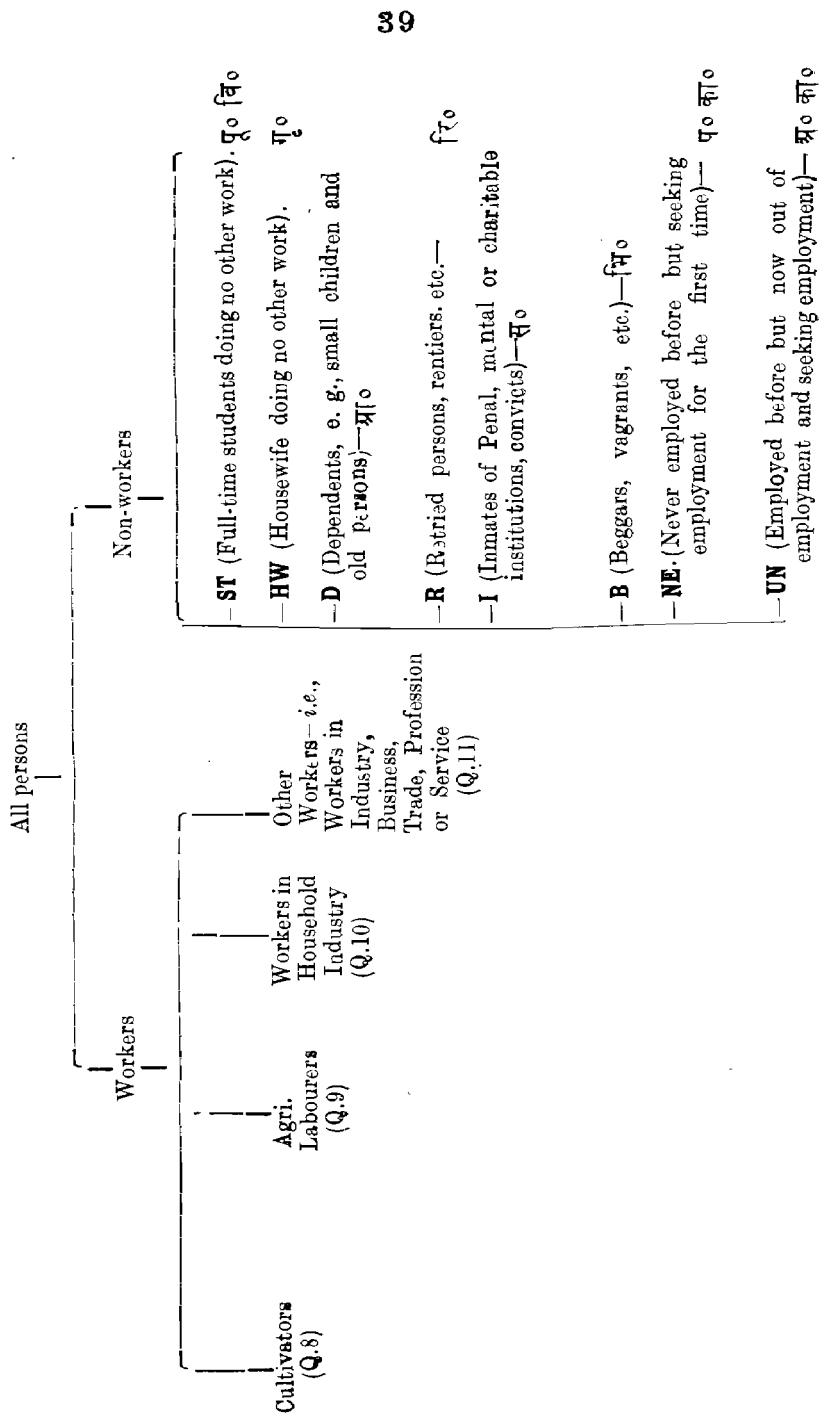 39
All persons
Workers
Non-workers
Cultivators
(Q.8)
Agri.
Labourers
(Q.9)
Workers in
Household
Industry
(Q.10)
Other
Workers—i.e.,
Workers in
Industry,
Business,
Trade, Profession
or Service
(Q.11)
—ST (Full-time students doing no other work). पू० वि०
—HW (Housewife doing no other work). गृ०
—D (Dependents, e. g., small children and
old persons)—आ०
—R (Retried persons, rentiers. etc.— रि०
—I (Inmates of Penal, mental or charitable
institutions, convicts)—स०
—B (Beggars, vagrants, etc.)—भि०
—NE. (Never employed before but seeking
employment for the first time)— प० का०
—UN (Employed before but now out of
employment and seeking employment)— अ० का०